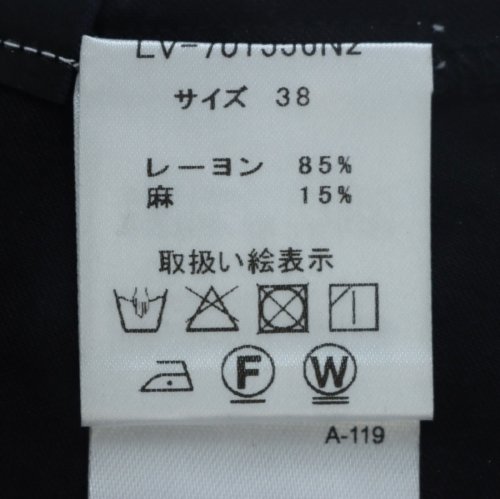 サイズ 38
レーヨン 85%
麻 15%
取扱い絵表示
F W
A-119